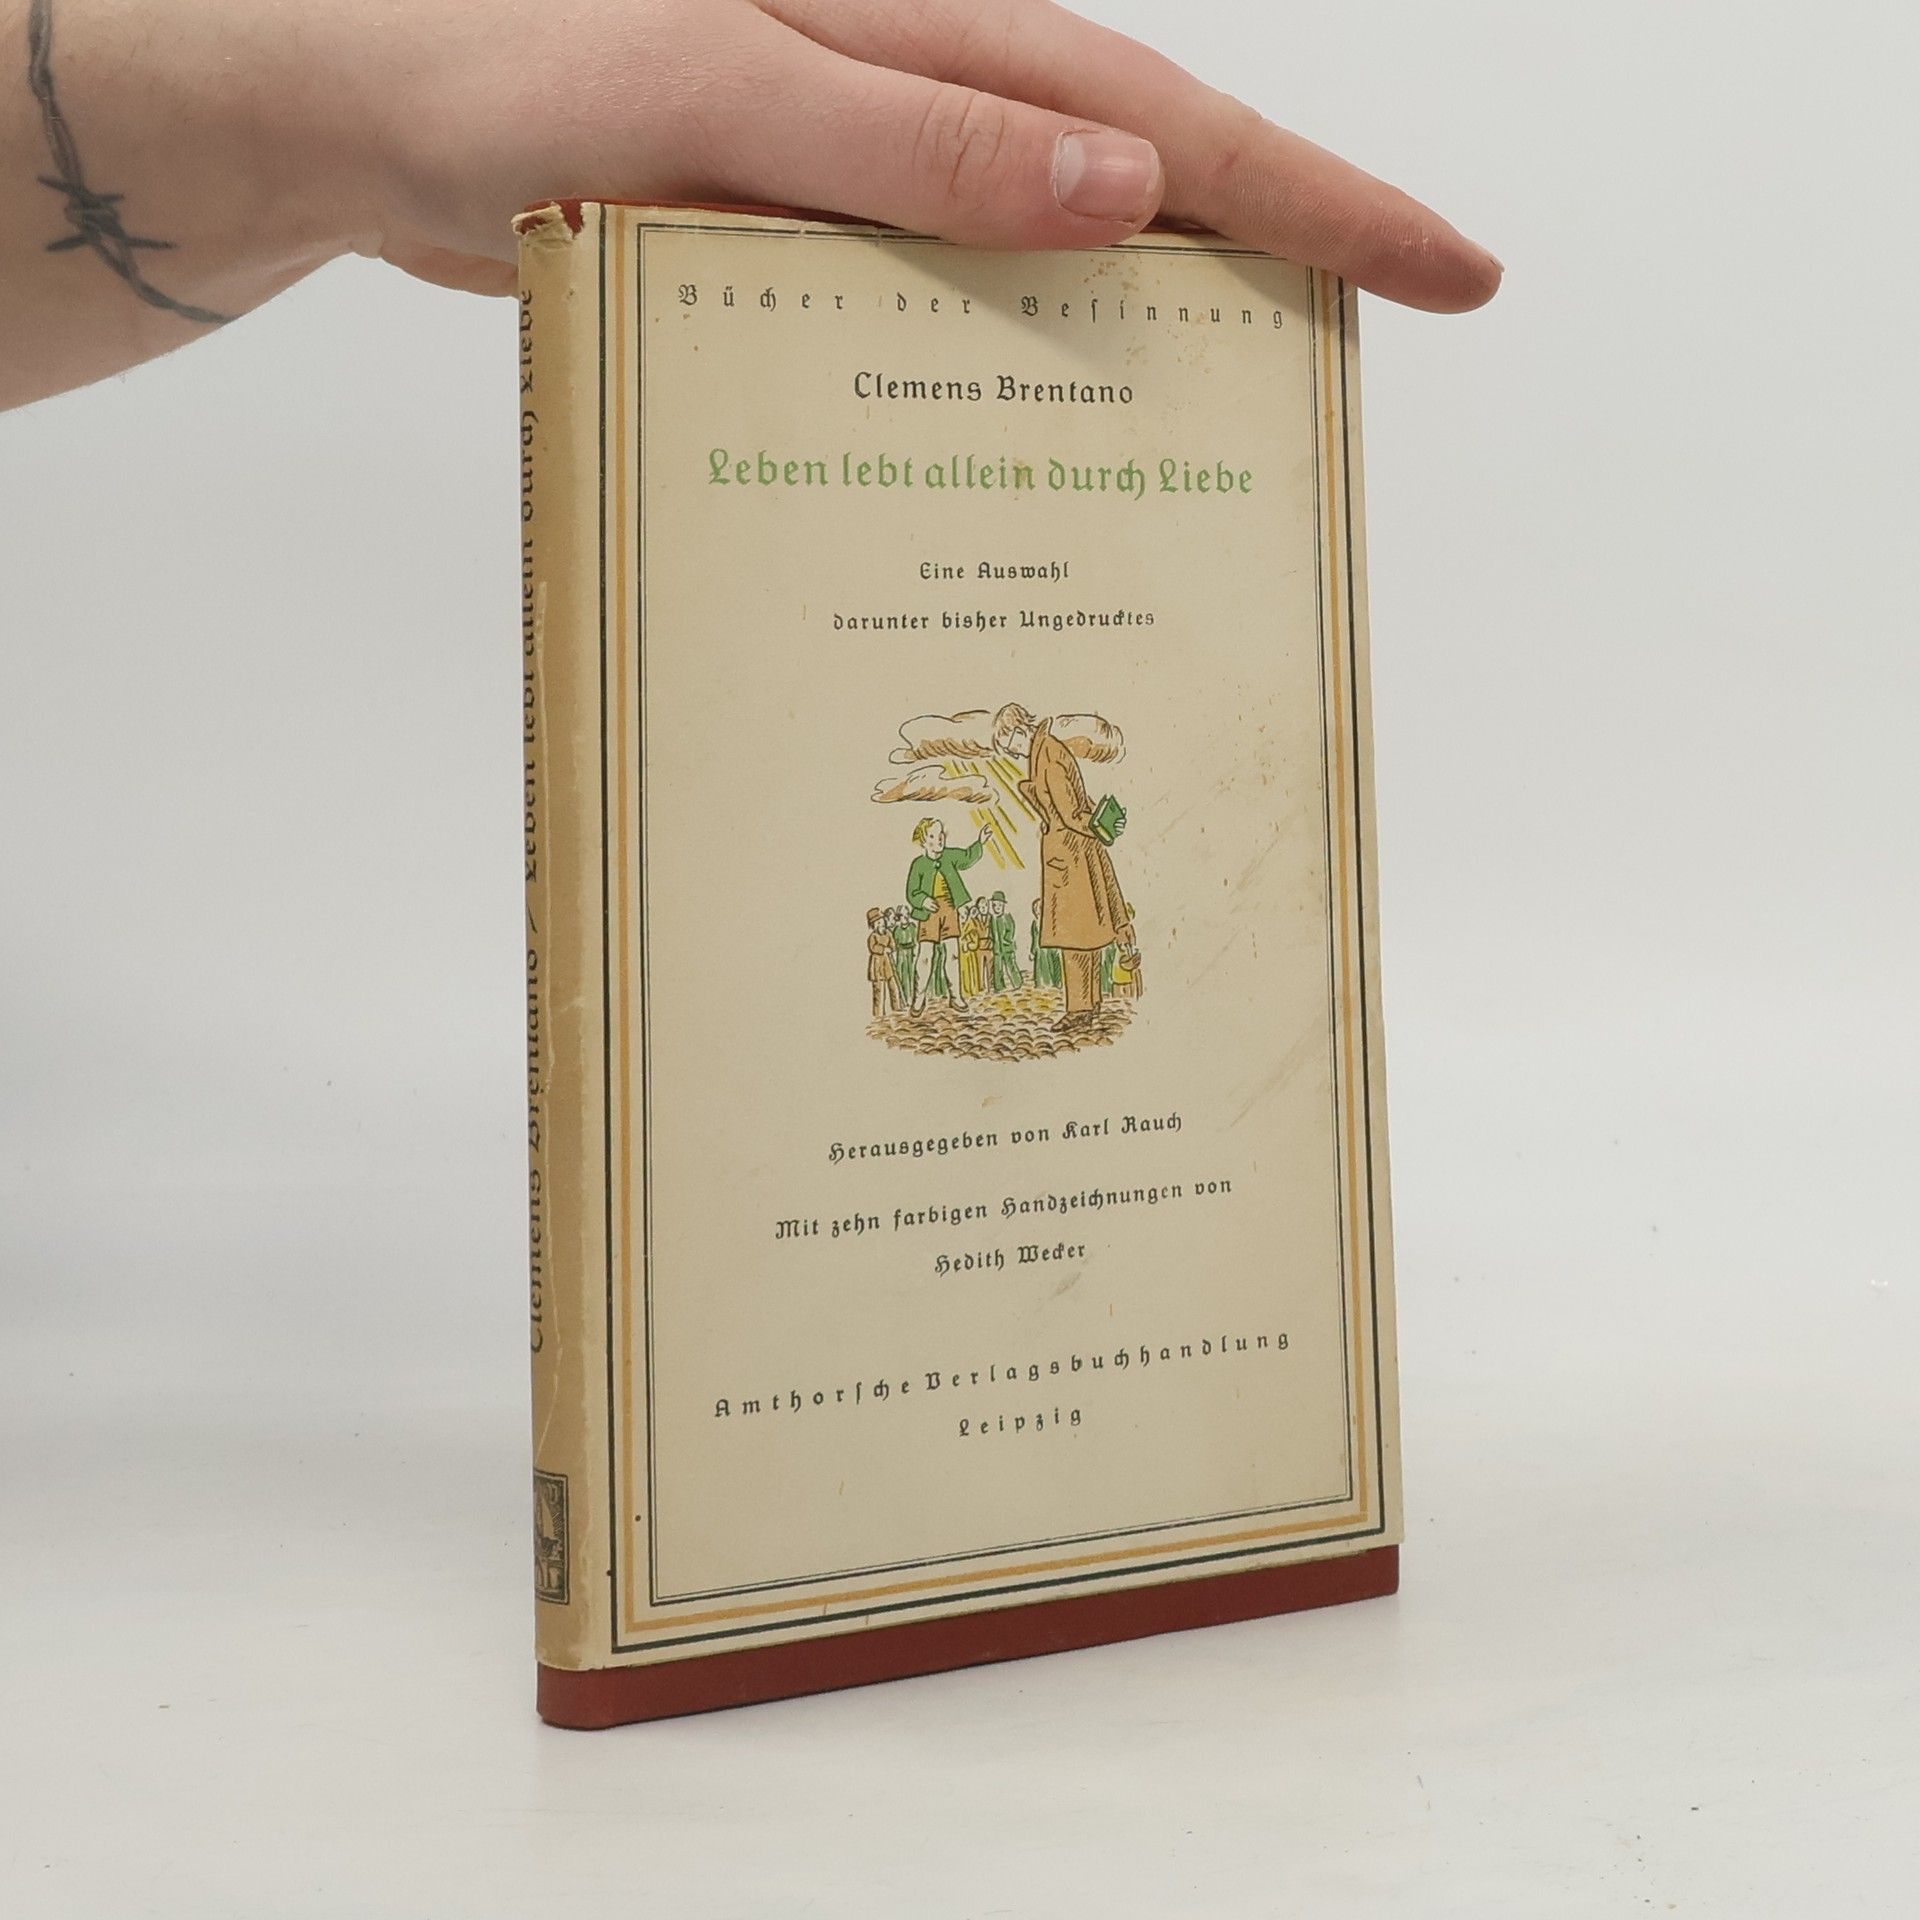 Bücher der Beſinnung
Clemens Brentano
Leben lebt allein durch Liebe
Eine Auswahl
darunter bisher Ungedrucktes
Herausgegeben von Karl Rauch
Mit zehn farbigen Handzeichnungen von
Hedith Wecker
Amthorſche Verlagsbuchhandlung
Leipzig
Clemens Brentano / Leben lebt allein durch Liebe